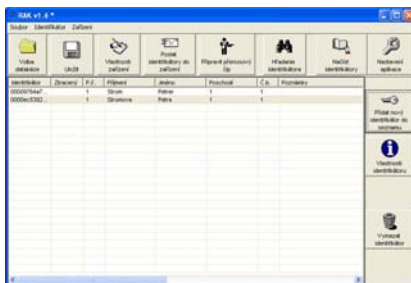 RAK v1.6 *
Soubor Identifikátor Zařízení
Volba databáze
Uložit
Vlastnosti zařízení
Poslat identifikátory do zařízení
Připravit přenosový čip
Hledání identifikátoru
Načíst identifikátory
Nastavení aplikace
Identifikátor Ztracený P.č. Příjmení Jméno Poschodí Č.b. Poznámky
1 Strom Petr 1 1
1 Stromova Petra 1 1
Přidat nový identifikátor do seznamu
Vlastnosti identifikátoru
Vymazat identifikátor